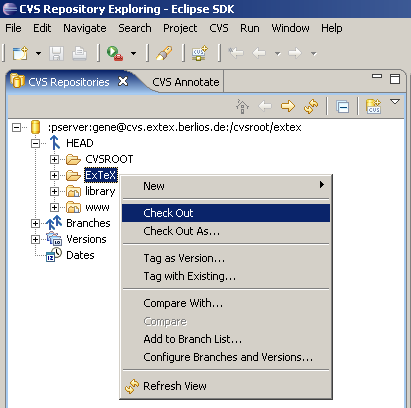 CVS Repository Exploring - Eclipse SDK
File Edit Navigate Search Project CVS Run Window Help
CVS Repositories CVS Annotate
:pserver:gene@cvs.extex.berlios.de:/cvsroot/extex
HEAD
CVSROOT
ExTeX
library
www
Branches
Versions
Dates
New
Check Out
Check Out As...
Tag as Version...
Tag with Existing...
Compare With...
Compare
Add to Branch List...
Configure Branches and Versions...
Refresh View